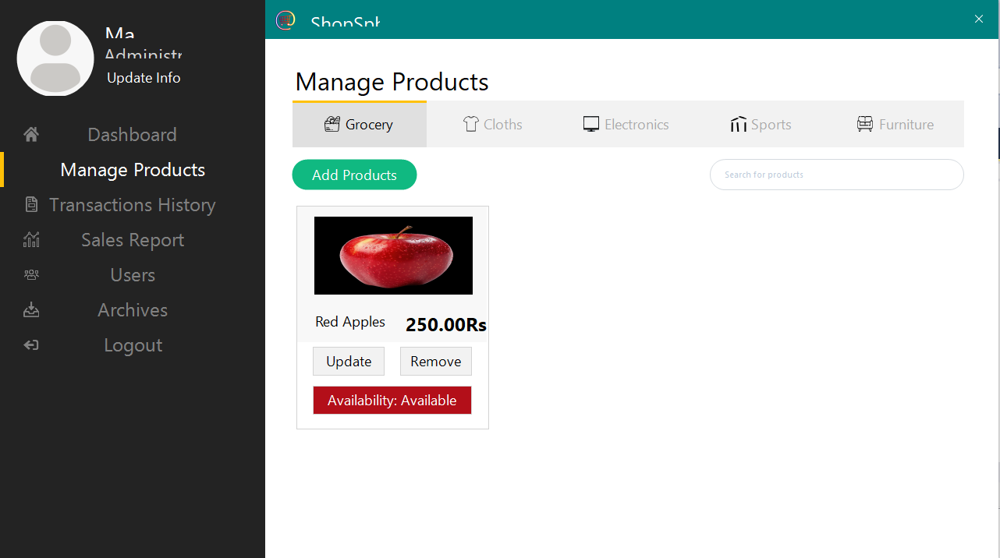 Ma
Administr
Update Info
Dashboard
Manage Products
Transactions History
Sales Report
Users
Archives
Logout
ShopSph
Manage Products
Grocery Cloths Electronics Sports Furniture
Add Products
Search for products
Red Apples 250.00Rs
Update Remove
Availability: Available